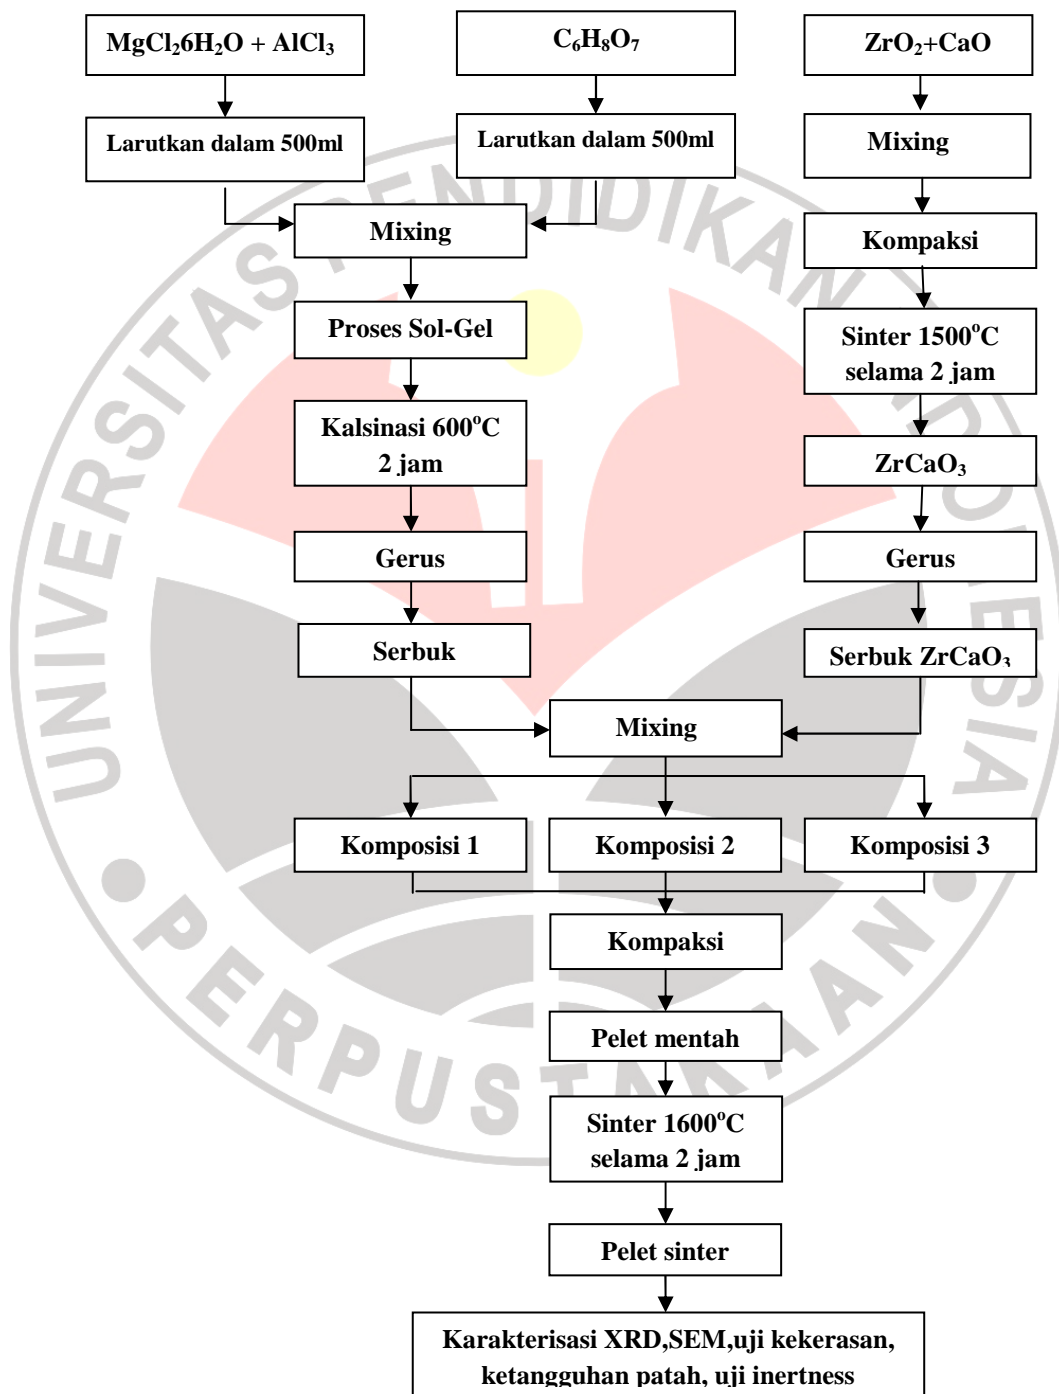 MgCl₂6H₂O + AlCl₃
C₆H₈O₇
ZrO₂+CaO
Larutkan dalam 500ml
Larutkan dalam 500ml
Mixing
Mixing
Kompaksi
Proses Sol-Gel
Sinter 1500°C
selama 2 jam
Kalsinasi 600°C
2 jam
ZrCaO₃
Gerus
Gerus
Serbuk
Serbuk ZrCaO₃
Mixing
Komposisi 1
Komposisi 2
Komposisi 3
Kompaksi
Pelet mentah
Sinter 1600°C
selama 2 jam
Pelet sinter
Karakterisasi XRD,SEM,uji kekerasan,
ketangguhan patah, uji inertness
UNIVERSITAS PENDIDIKAN INDONESIA
PERPUSTAKAAN